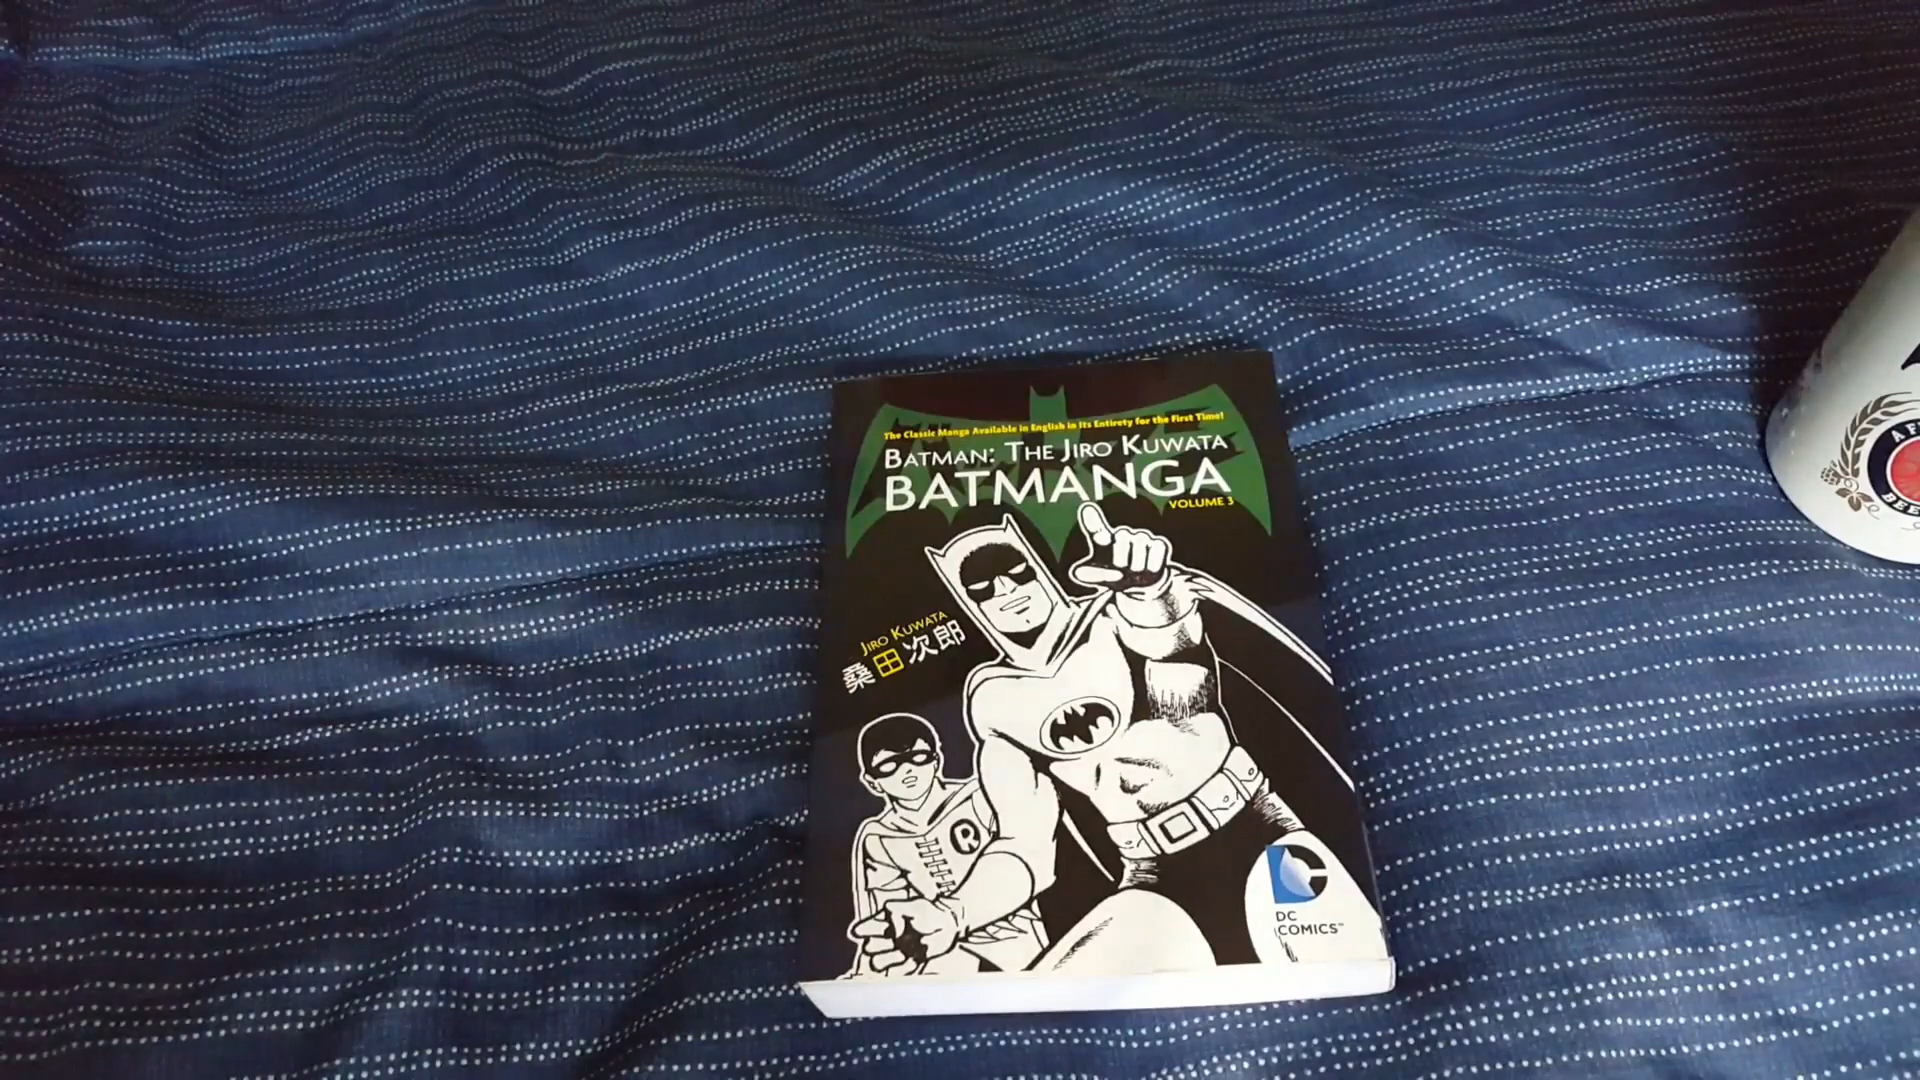 The Classic Manga Available in English in Its Entirety for the First Time!
BATMAN: THE JIRO KUWATA
BATMANGA
VOLUME 3
JIRO KUWATA
桑田次郎
R
DC
COMICS™